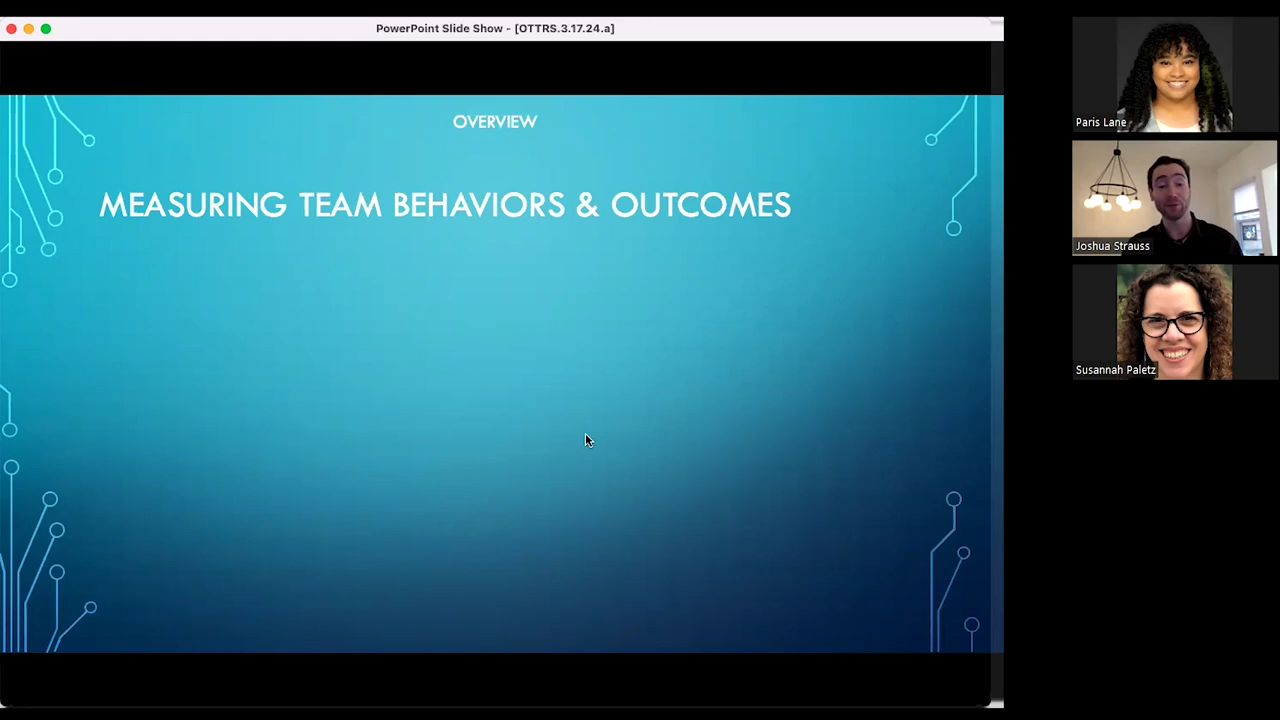 PowerPoint Slide Show - [OTTRS.3.17.24.a]
OVERVIEW
MEASURING TEAM BEHAVIORS & OUTCOMES
Paris Lane
Joshua Strauss
Susannah Paletz